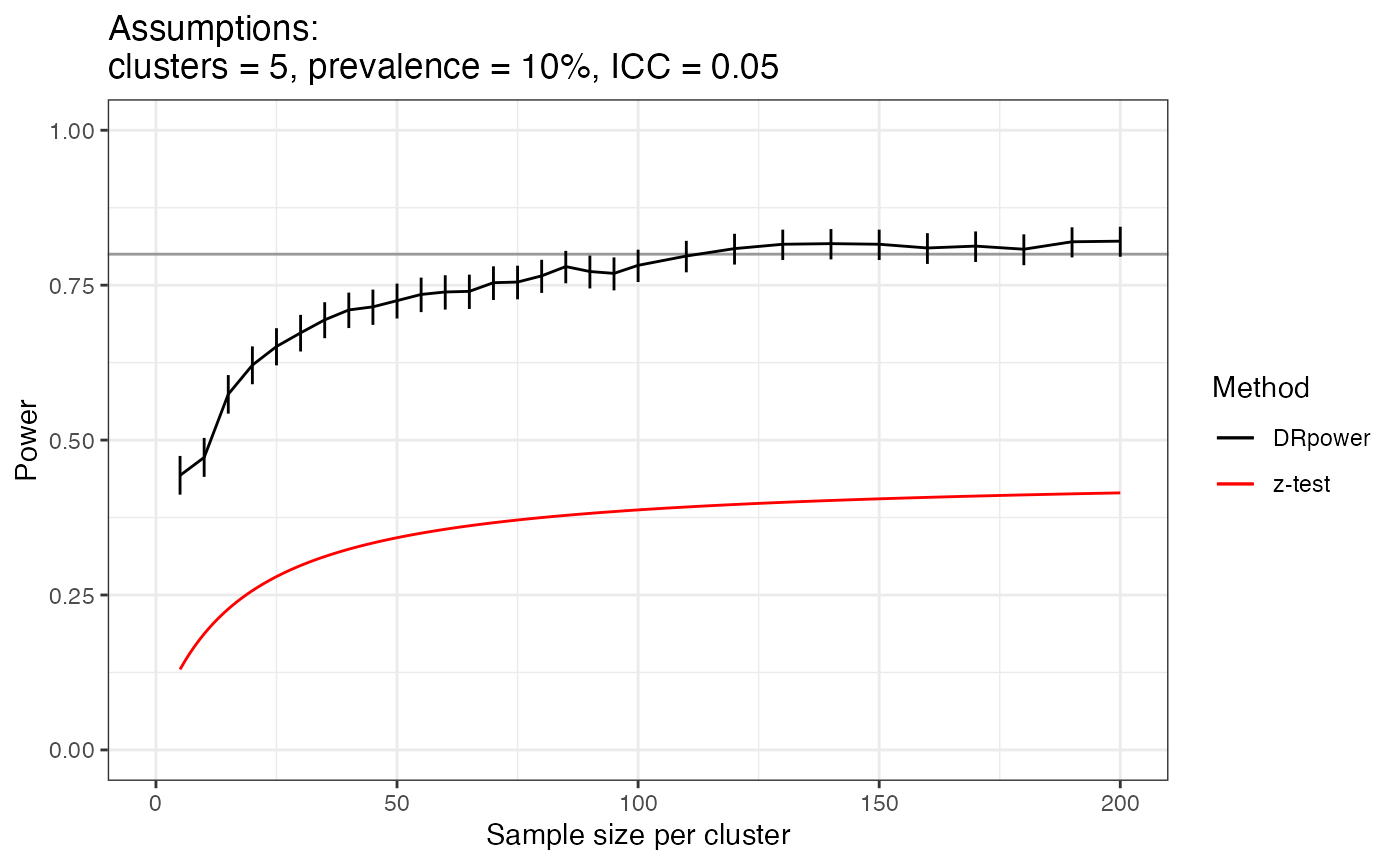 Assumptions:
clusters = 5, prevalence = 10%, ICC = 0.05
1.00
0.75
0.50
0.25
0.00
Power
0 50 100 150 200
Sample size per cluster
Method
DRpower
z-test